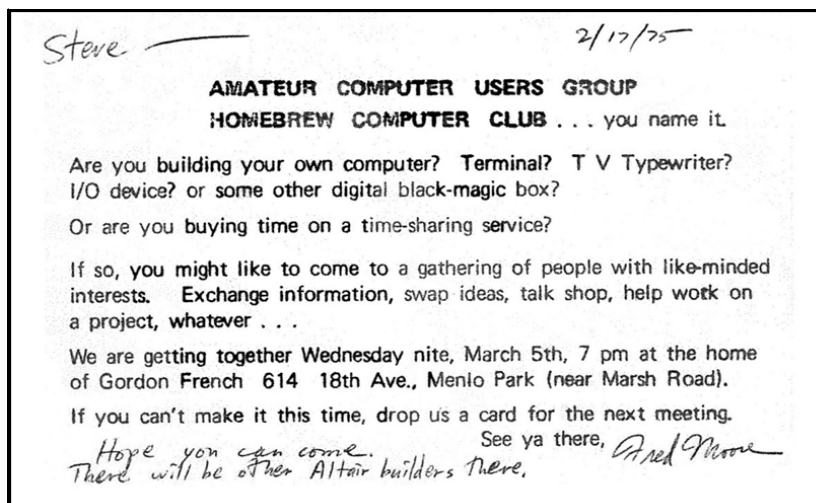 Steve —
2/17/75
AMATEUR COMPUTER USERS GROUP
HOMEBREW COMPUTER CLUB . . . you name it.
Are you building your own computer? Terminal? T V Typewriter?
I/O device? or some other digital black-magic box?
Or are you buying time on a time-sharing service?
If so, you might like to come to a gathering of people with like-minded
interests. Exchange information, swap ideas, talk shop, help work on
a project, whatever . . .
We are getting together Wednesday nite, March 5th, 7 pm at the home
of Gordon French 614 18th Ave., Menlo Park (near Marsh Road).
If you can't make it this time, drop us a card for the next meeting.
See ya there, Fred Moore
Hope you can come.
There will be other Altair builders there.